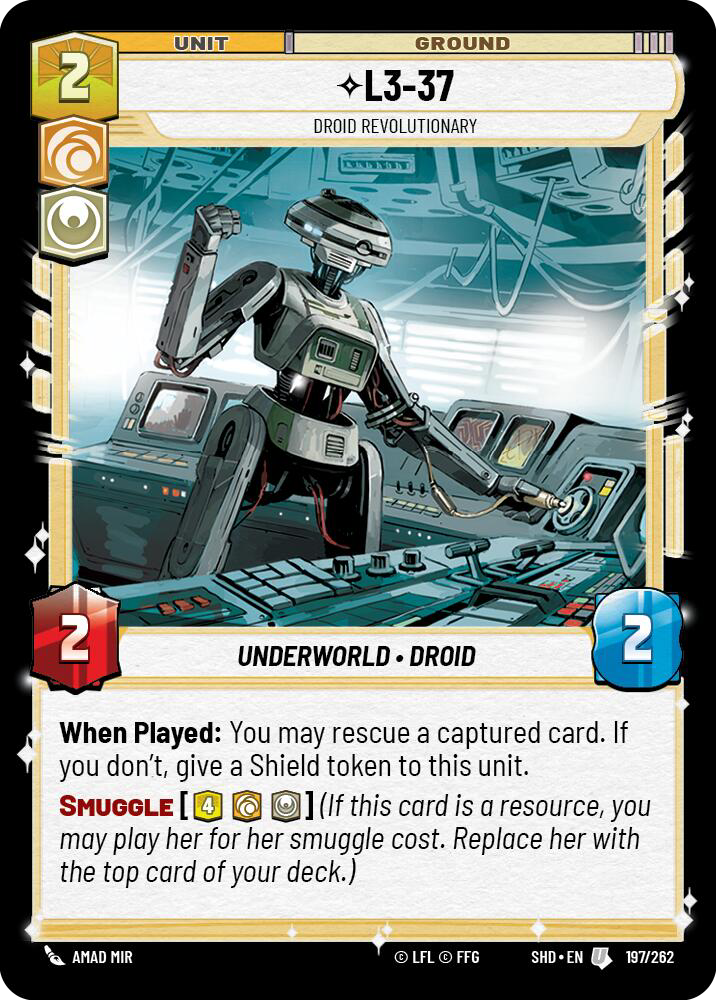 UNIT
GROUND
2
L3-37
DROID REVOLUTIONARY
2
UNDERWORLD • DROID
2
When Played: You may rescue a captured card. If
you don't, give a Shield token to this unit.
SMUGGLE [4] (If this card is a resource, you
may play her for her smuggle cost. Replace her with
the top card of your deck.)
AMAD MIR
© LFL © FFG
SHD • EN
U
197/262